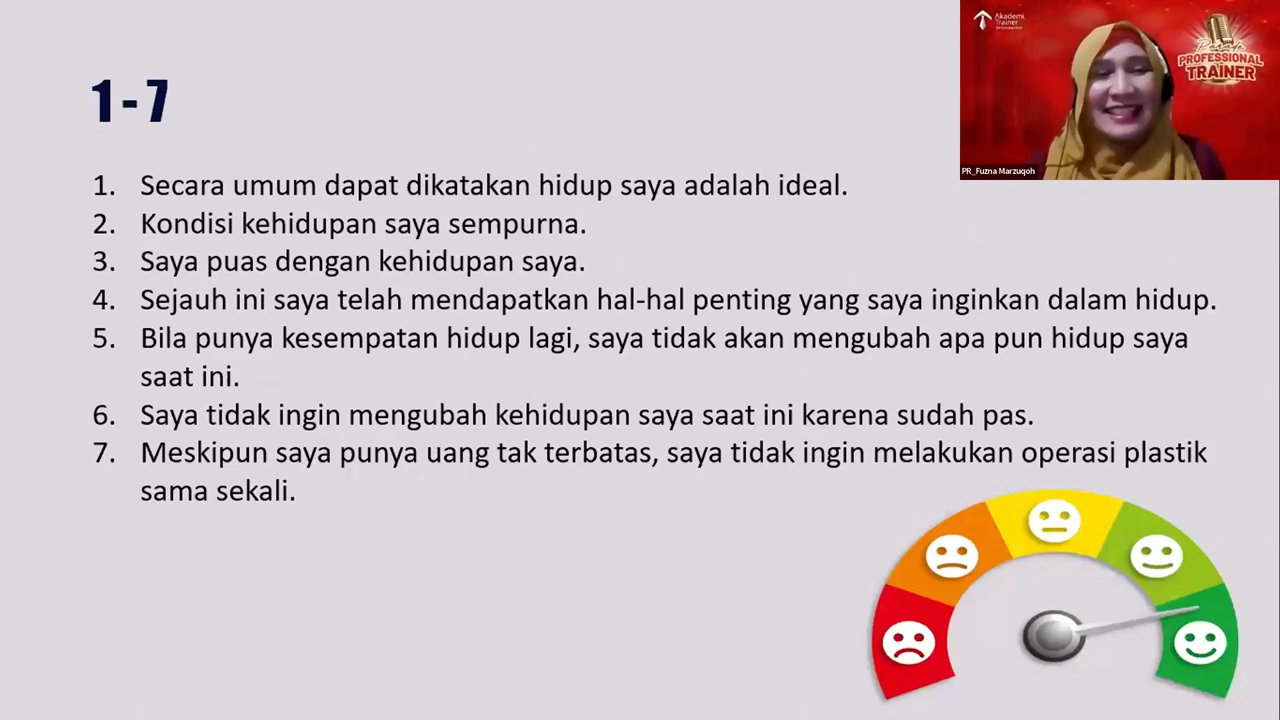 1-7
1. Secara umum dapat dikatakan hidup saya adalah ideal.
2. Kondisi kehidupan saya sempurna.
3. Saya puas dengan kehidupan saya.
4. Sejauh ini saya telah mendapatkan hal-hal penting yang saya inginkan dalam hidup.
5. Bila punya kesempatan hidup lagi, saya tidak akan mengubah apa pun hidup saya
saat ini.
6. Saya tidak ingin mengubah kehidupan saya saat ini karena sudah pas.
7. Meskipun saya punya uang tak terbatas, saya tidak ingin melakukan operasi plastik
sama sekali.
Akademi
Trainer
PROFESSIONAL
TRAINER
PR_Fuzna Marzuqoh